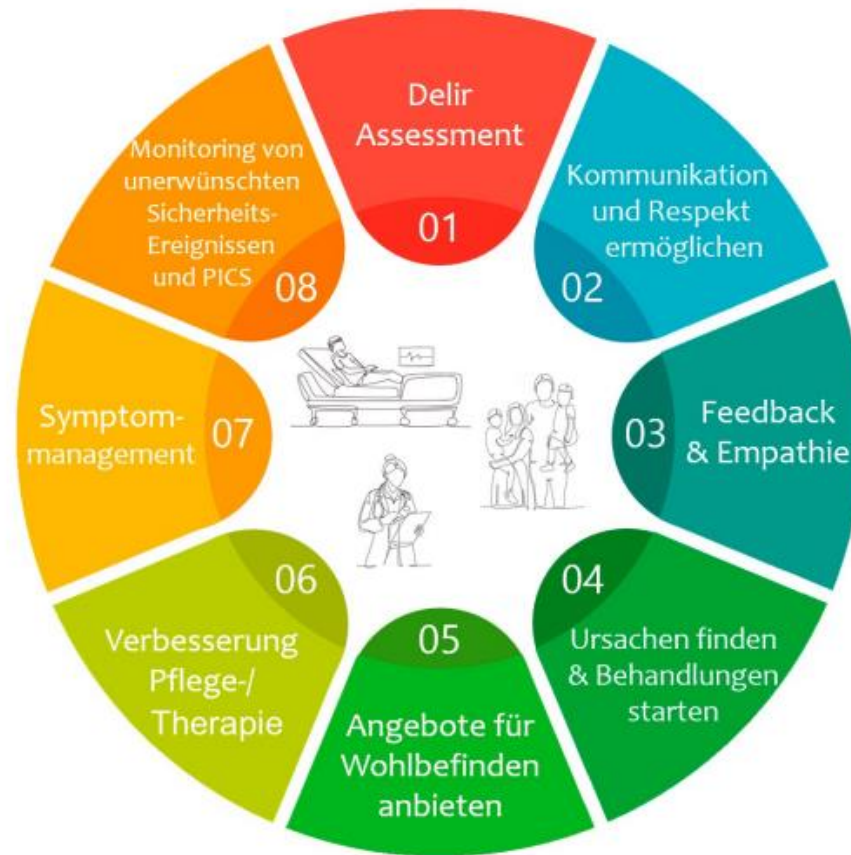 Delir
Assessment
01
Kommunikation
und Respekt
ermöglichen
02
Feedback
& Empathie
03
Ursachen finden
& Behandlungen
starten
04
Angebote für
Wohlbefinden
anbieten
05
Verbesserung
Pflege-/
Therapie
06
Symptom-
management
07
Monitoring von
unerwünschten
Sicherheits-
Ereignissen
und PICS
08